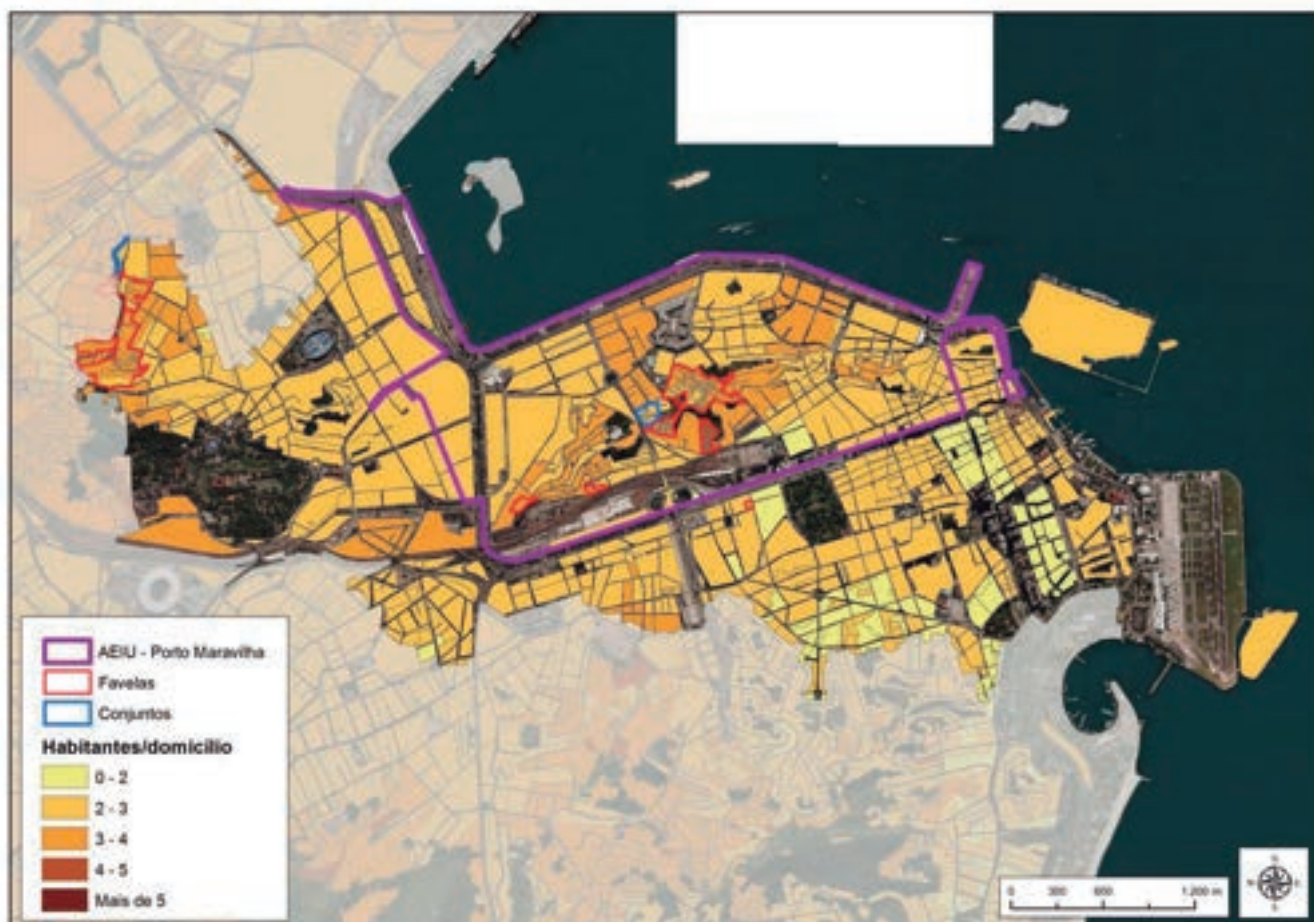 AEIU - Porto Maravilha
Favelas
Conjuntos
Habitantes/domicílio
0 - 2
2 - 3
3 - 4
4 - 5
Mais de 5
0 300 600 1.200 m
N
S